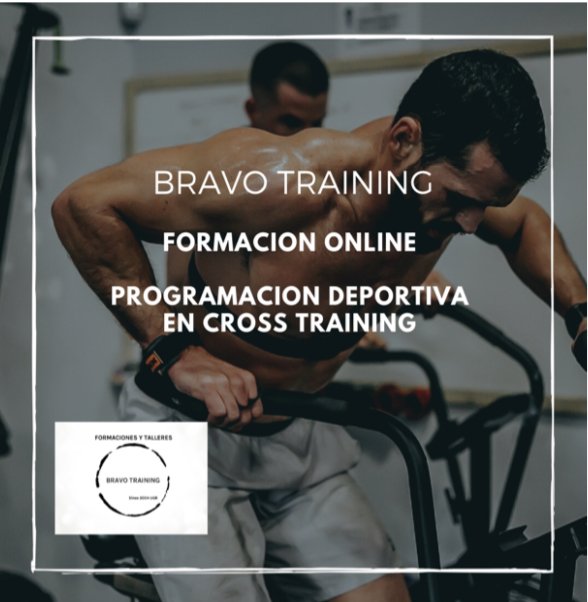 BRAVO TRAINING
FORMACION ONLINE
PROGRAMACION DEPORTIVA
EN CROSS TRAINING
FORMACIONES Y TALLERES
BRAVO TRAINING